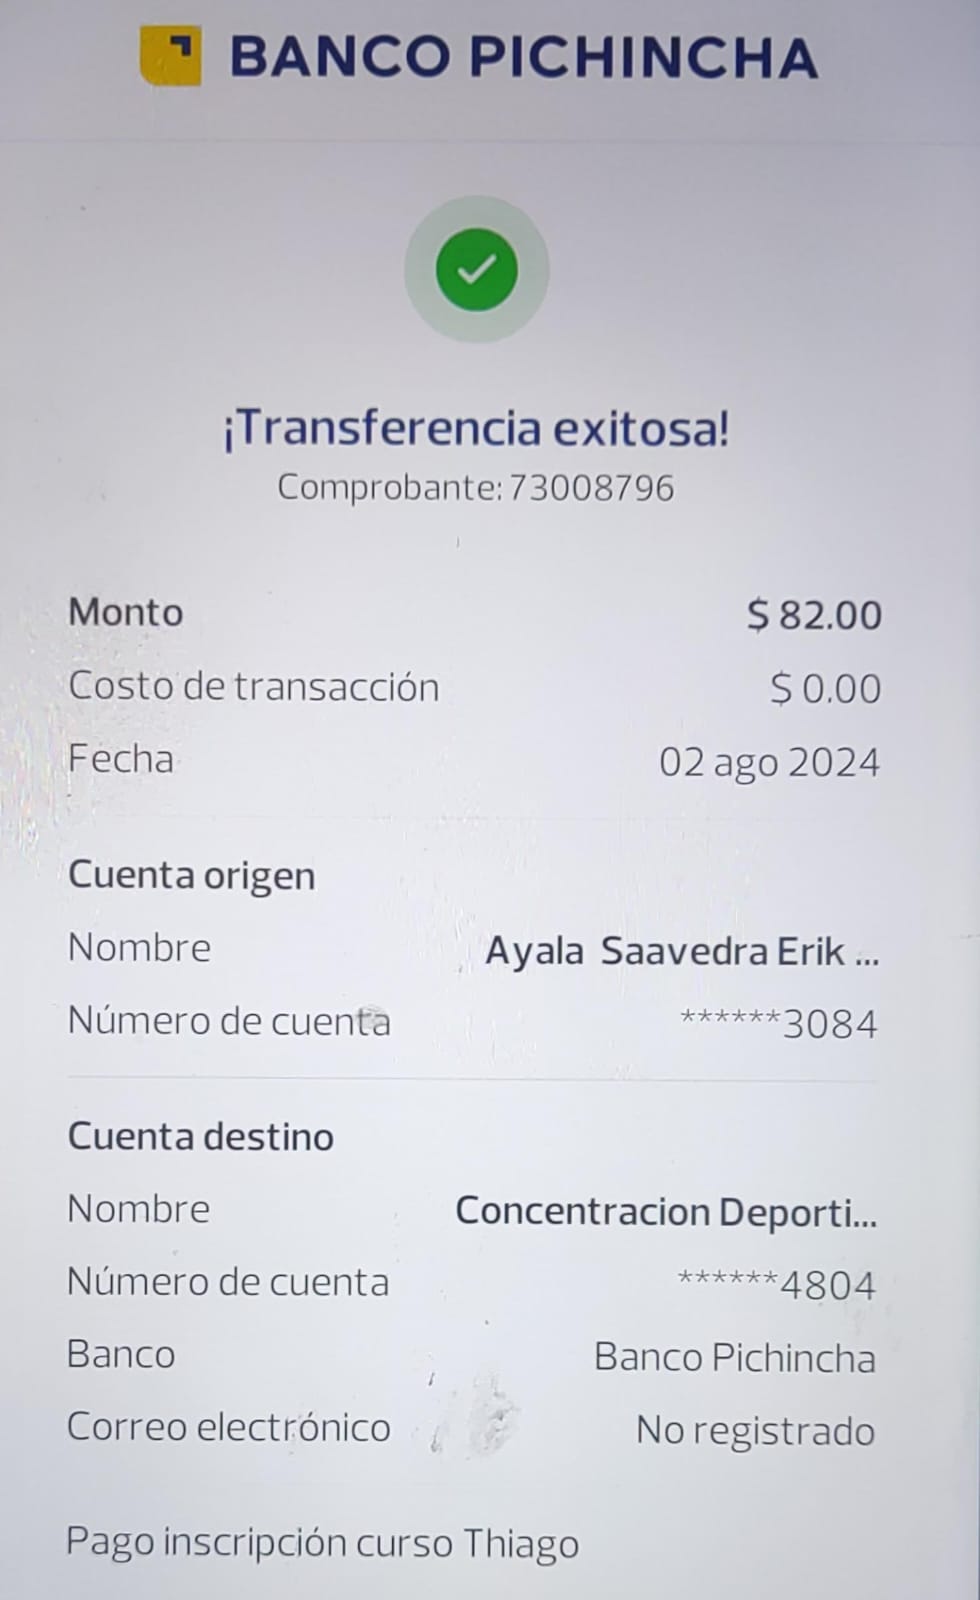 BANCO PICHINCHA
¡Transferencia exitosa!
Comprobante: 73008796
Monto $ 82.00
Costo de transacción $ 0.00
Fecha 02 ago 2024
Cuenta origen
Nombre Ayala Saavedra Erik ...
Número de cuenta ******3084
Cuenta destino
Nombre Concentracion Deporti...
Número de cuenta ******4804
Banco Banco Pichincha
Correo electrónico No registrado
Pago inscripción curso Thiago